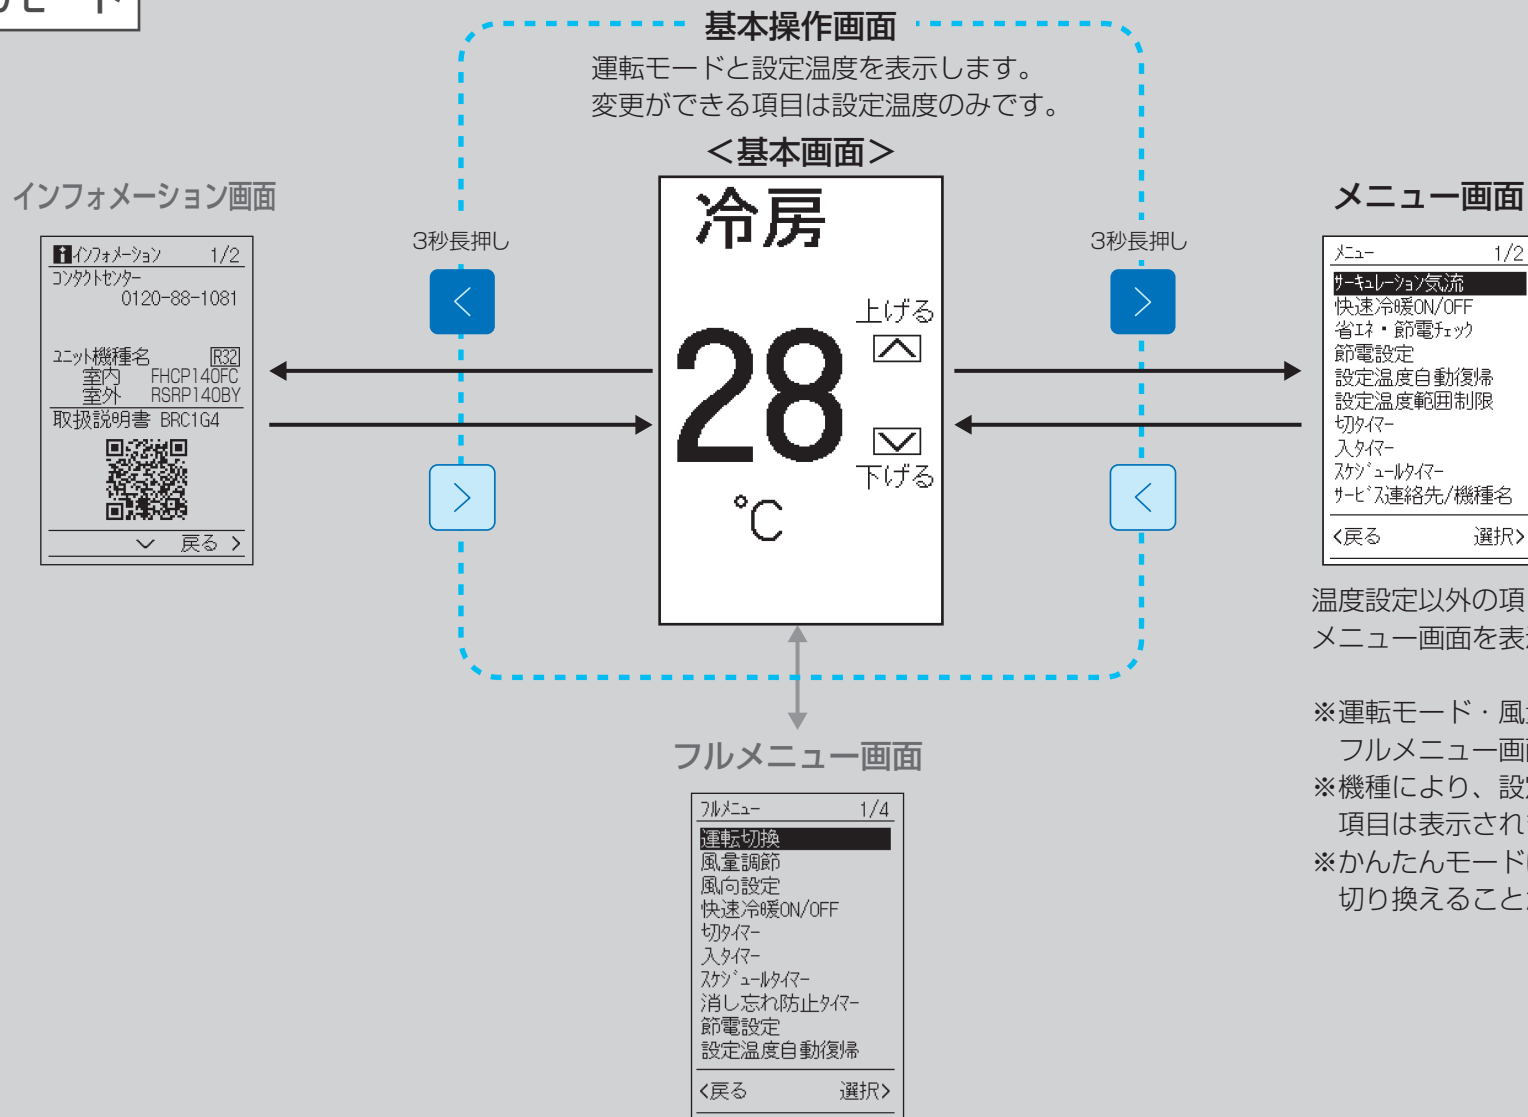 モード
基本操作画面
運転モードと設定温度を表示します。
変更ができる項目は設定温度のみです。
＜基本画面＞
インフォメーション画面
インフォメーション 1/2
コンタクトセンター
0120-88-1081
ユニット機種名 R32
室内 FHCP140FC
室外 RSRP140BY
取扱説明書 BRC1G4
戻る >
3秒長押し
<
>
冷房
28
℃
上げる
下げる
3秒長押し
>
<
メニュー画面
メニュー 1/2
サーキュレーション気流
快速冷暖ON/OFF
省エネ・節電チェック
節電設定
設定温度自動復帰
設定温度範囲制限
切タイマー
入タイマー
スケジュールタイマー
サービス連絡先/機種名
<戻る 選択>
温度設定以外の項
メニュー画面を表
※運転モード・風
フルメニュー画
※機種により、設
項目は表示され
※かんたんモード
切り換えること
フルメニュー画面
フルメニュー 1/4
運転切換
風量調節
風向設定
快速冷暖ON/OFF
切タイマー
入タイマー
スケジュールタイマー
消し忘れ防止タイマー
節電設定
設定温度自動復帰
<戻る 選択>